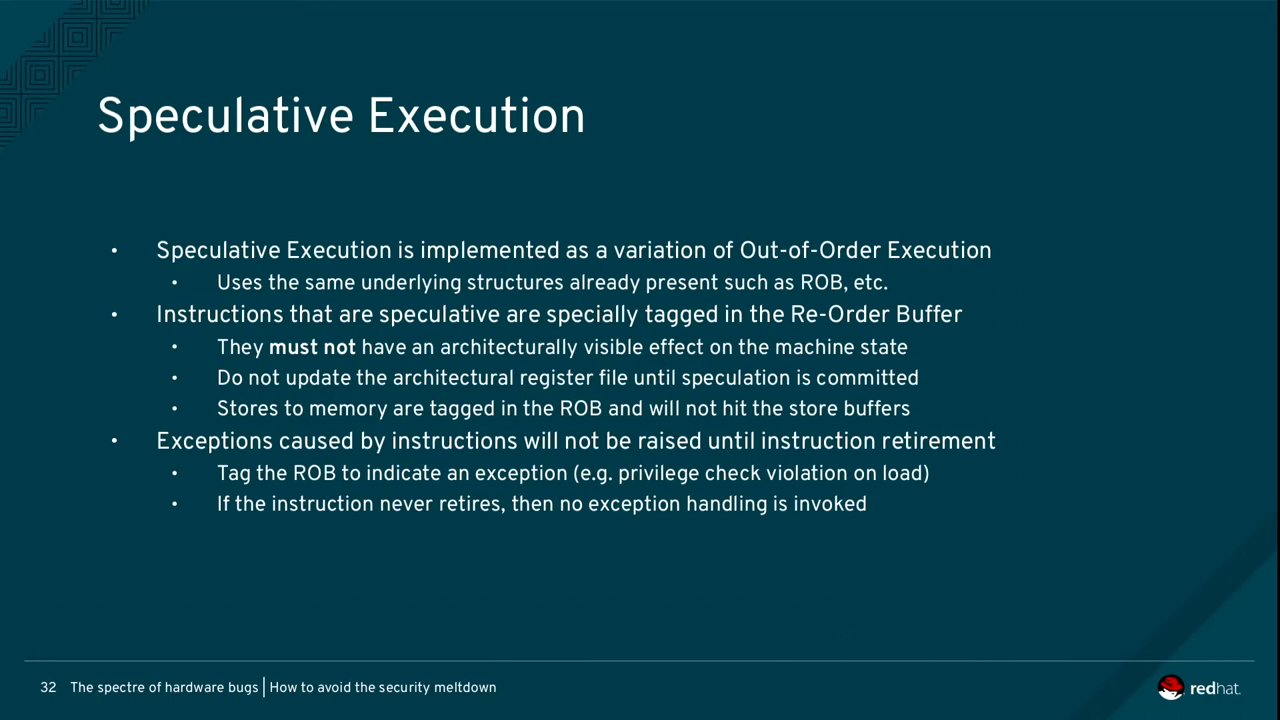 Speculative Execution
• Speculative Execution is implemented as a variation of Out-of-Order Execution
• Uses the same underlying structures already present such as ROB, etc.
• Instructions that are speculative are specially tagged in the Re-Order Buffer
• They must not have an architecturally visible effect on the machine state
• Do not update the architectural register file until speculation is committed
• Stores to memory are tagged in the ROB and will not hit the store buffers
• Exceptions caused by instructions will not be raised until instruction retirement
• Tag the ROB to indicate an exception (e.g. privilege check violation on load)
• If the instruction never retires, then no exception handling is invoked
32 The spectre of hardware bugs | How to avoid the security meltdown
redhat.